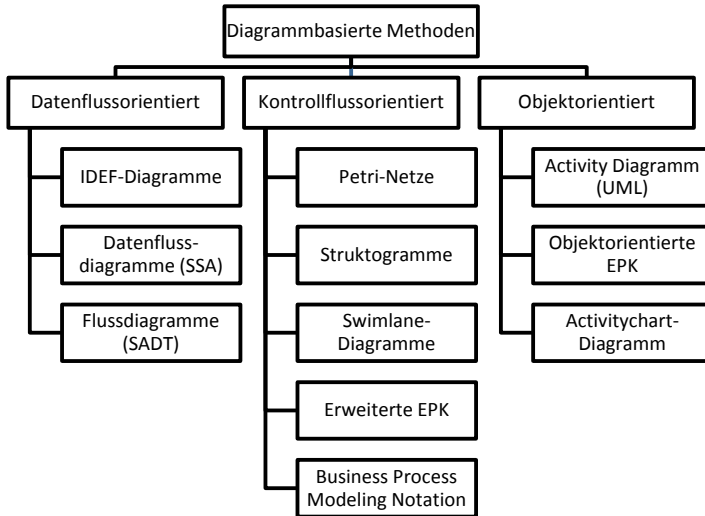 Diagrammbasierte Methoden
Datenflussorientiert
IDEF-Diagramme
Datenfluss-
diagramme (SSA)
Flussdiagramme
(SADT)
Kontrollflussorientiert
Petri-Netze
Struktogramme
Swimlane-
Diagramme
Erweiterte EPK
Business Process
Modeling Notation
Objektorientiert
Activity Diagramm
(UML)
Objektorientierte
EPK
Activitychart-
Diagramm